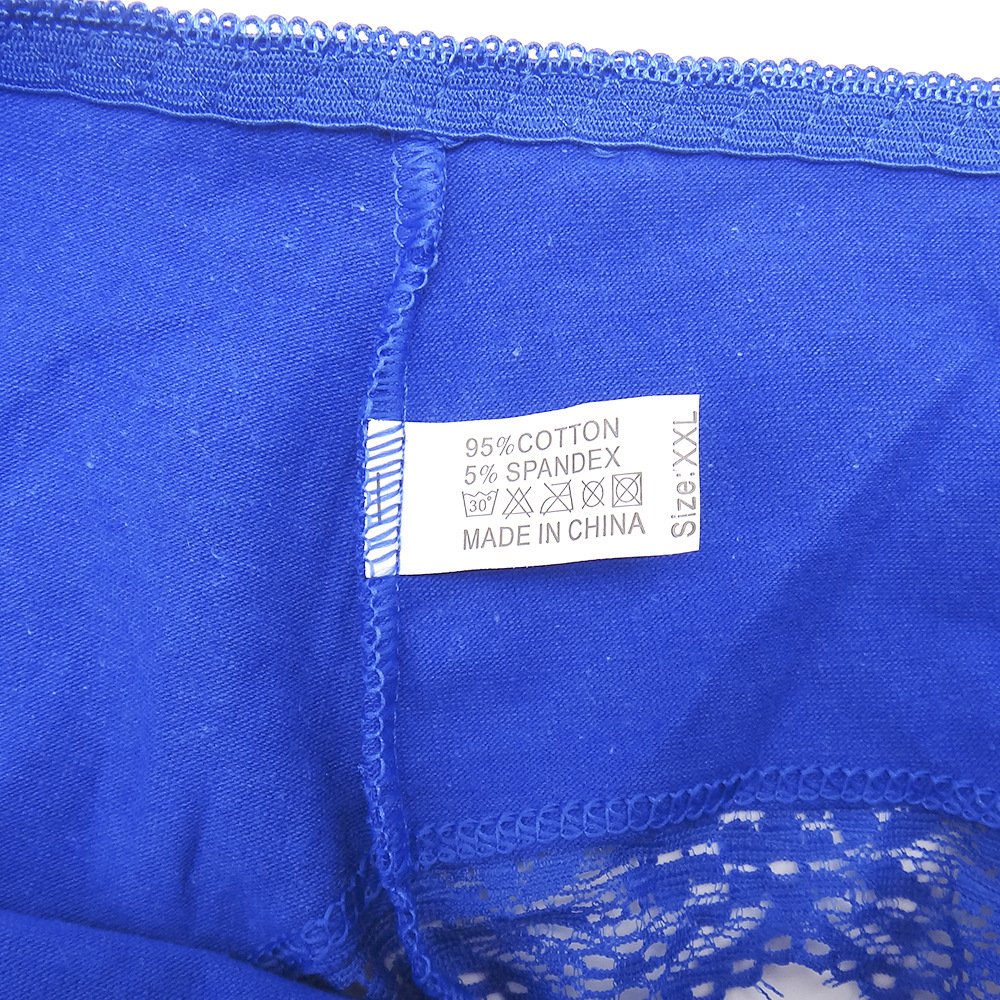 95%COTTON
5% SPANDEX
30°
MADE IN CHINA
Size:XXL